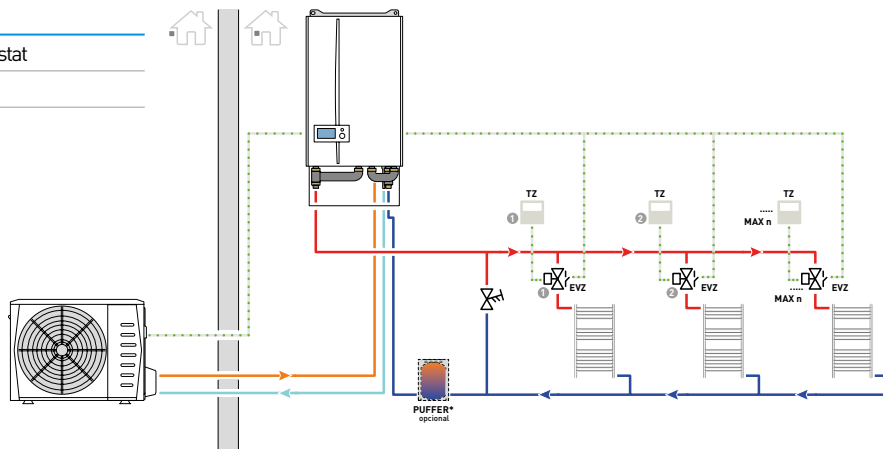 stat
TZ
TZ
TZ
1
2
.....
MAX n
EVZ
EVZ
EVZ
1
2
.....
MAX n
PUFFER*
opcional